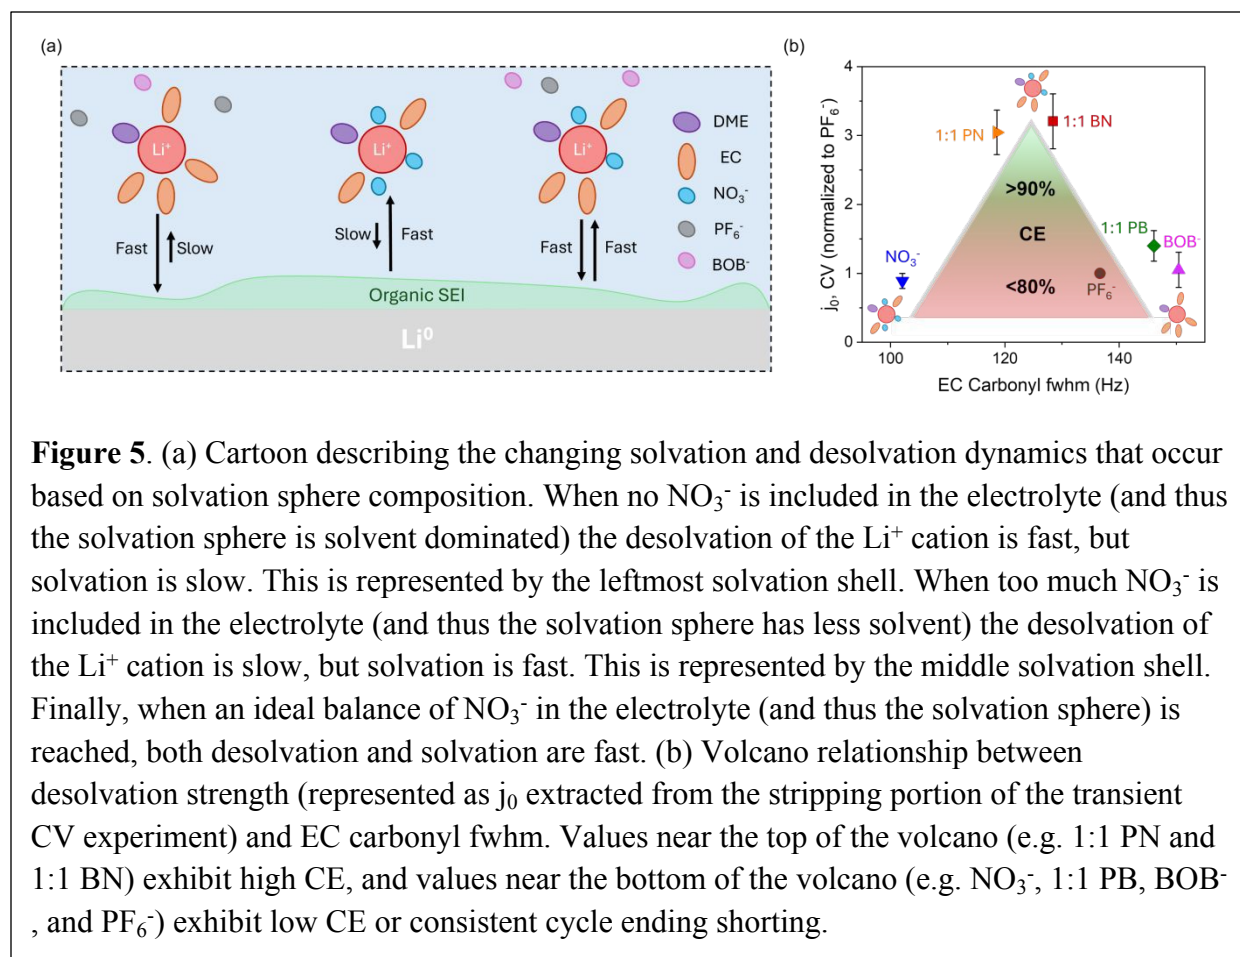 (a)
Li⁺
Li⁺
Li⁺
DME
EC
NO₃⁻
PF₆⁻
BOB⁻
Fast
Slow
Slow
Fast
Fast
Fast
Organic SEI
Li⁰
(b)
j₀, CV (normalized to PF₆⁻)
4
3
2
1
0
1:1 PN
1:1 BN
>90%
CE
<80%
1:1 PB
BOB⁻
NO₃⁻
PF₆⁻
100
120
140
EC Carbonyl fwhm (Hz)
Figure 5. (a) Cartoon describing the changing solvation and desolvation dynamics that occur
based on solvation sphere composition. When no NO₃⁻ is included in the electrolyte (and thus
the solvation sphere is solvent dominated) the desolvation of the Li⁺ cation is fast, but
solvation is slow. This is represented by the leftmost solvation shell. When too much NO₃⁻ is
included in the electrolyte (and thus the solvation sphere has less solvent) the desolvation of
the Li⁺ cation is slow, but solvation is fast. This is represented by the middle solvation shell.
Finally, when an ideal balance of NO₃⁻ in the electrolyte (and thus the solvation sphere) is
reached, both desolvation and solvation are fast. (b) Volcano relationship between
desolvation strength (represented as j₀ extracted from the stripping portion of the transient
CV experiment) and EC carbonyl fwhm. Values near the top of the volcano (e.g. 1:1 PN and
1:1 BN) exhibit high CE, and values near the bottom of the volcano (e.g. NO₃⁻, 1:1 PB, BOB⁻
, and PF₆⁻) exhibit low CE or consistent cycle ending shorting.